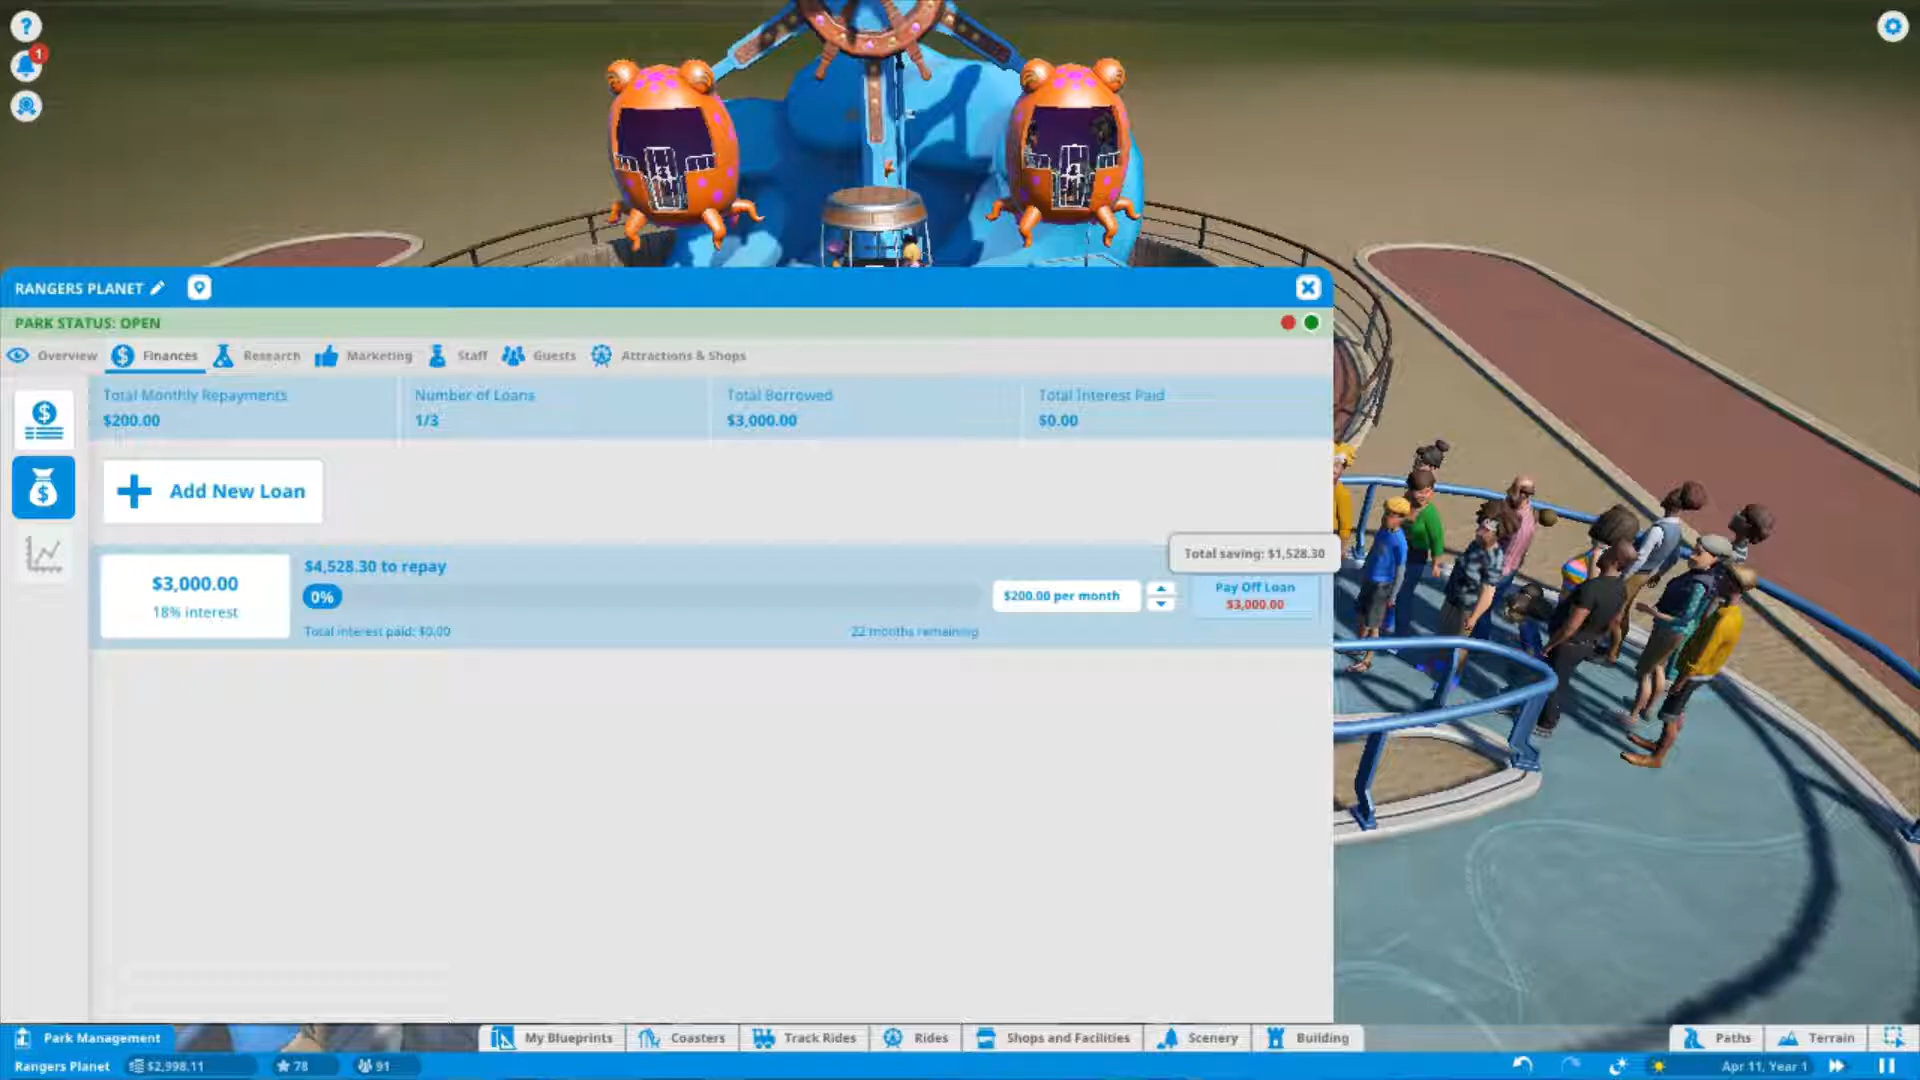 ?
1
RANGERS PLANET
PARK STATUS: OPEN
Overview
Finances
Research
Marketing
Staff
Guests
Attractions & Shops
Total Monthly Repayments
$200.00
Number of Loans
1/3
Total Borrowed
$3,000.00
Total Interest Paid
$0.00
Add New Loan
Total saving: $1,528.30
$3,000.00
18% interest
$4,528.30 to repay
0%
Total interest paid: $0.00
22 months remaining
$200.00 per month
Pay Off Loan
$3,000.00
Park Management
My Blueprints
Coasters
Track Rides
Rides
Shops and Facilities
Scenery
Building
Paths
Terrain
Rangers Planet
$2,998.11
78
91
Apr 11, Year 1